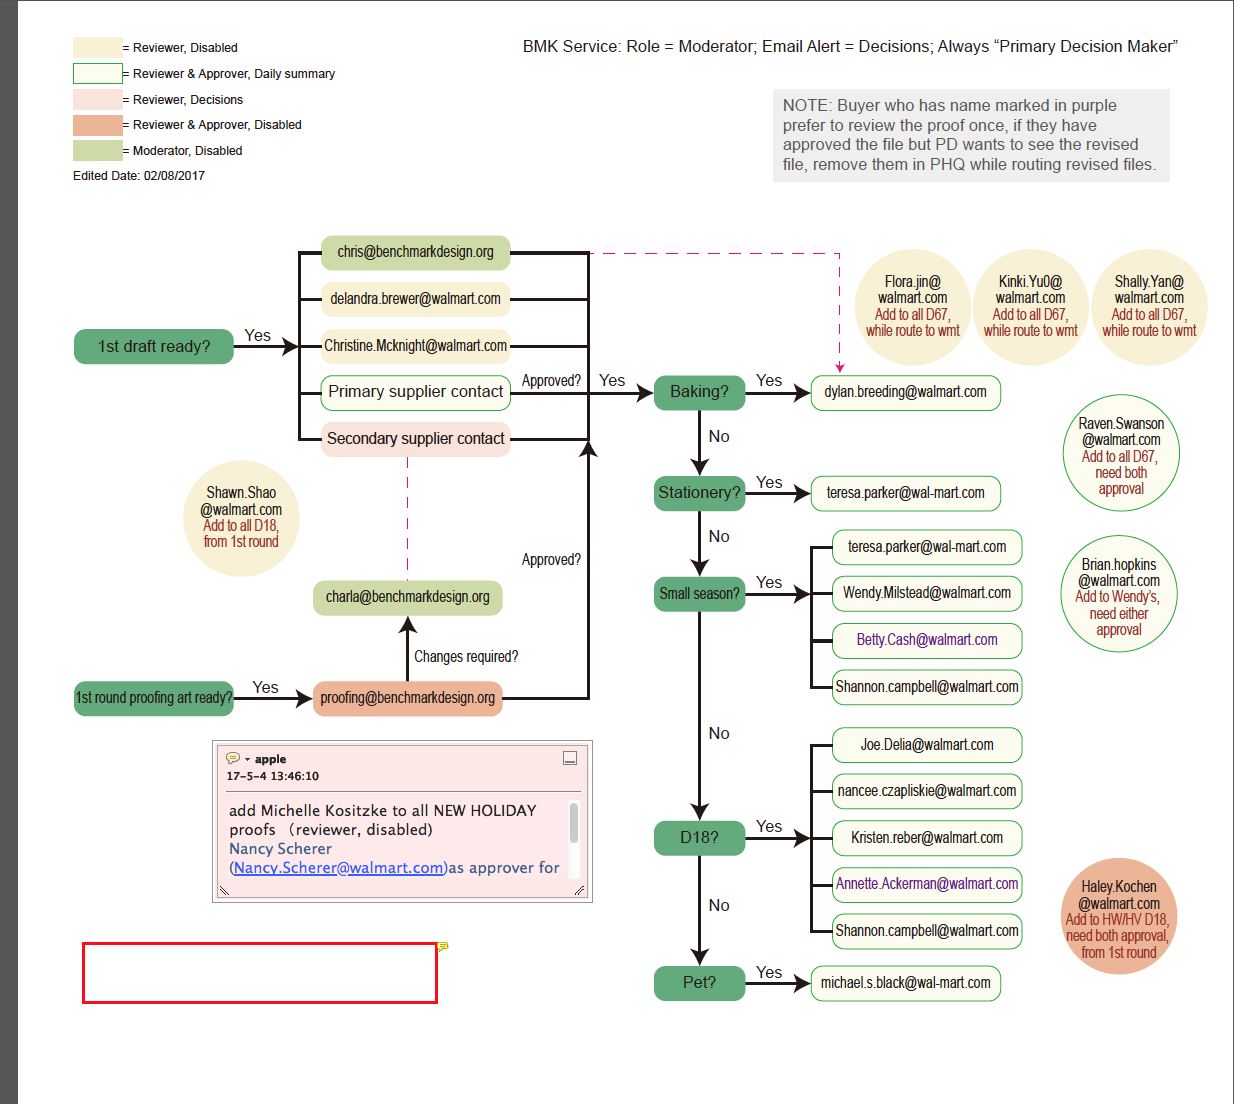 = Reviewer, Disabled
= Reviewer & Approver, Daily summary
= Reviewer, Decisions
= Reviewer & Approver, Disabled
= Moderator, Disabled
Edited Date: 02/08/2017
BMK Service: Role = Moderator; Email Alert = Decisions; Always “Primary Decision Maker”
NOTE: Buyer who has name marked in purple
prefer to review the proof once, if they have
approved the file but PD wants to see the revised
file, remove them in PHQ while routing revised files.
1st draft ready?
Yes
chris@benchmarkdesign.org
delandra.brewer@walmart.com
Christine.Mcknight@walmart.com
Primary supplier contact
Secondary supplier contact
Approved?
Yes
Shawn.Shao
@walmart.com
Add to all D18,
from 1st round
charla@benchmarkdesign.org
Changes required?
Approved?
1st round proofing art ready?
Yes
proofing@benchmarkdesign.org
Baking?
Yes
dylan.breeding@walmart.com
No
Stationery?
Yes
teresa.parker@wal-mart.com
No
Small season?
Yes
teresa.parker@wal-mart.com
Wendy.Milstead@walmart.com
Betty.Cash@walmart.com
Shannon.campbell@walmart.com
No
D18?
Yes
Joe.Delia@walmart.com
nancee.czapliskie@walmart.com
Kristen.reber@walmart.com
Annette.Ackerman@walmart.com
Shannon.campbell@walmart.com
No
Pet?
Yes
michael.s.black@wal-mart.com
Flora.jin@
walmart.com
Add to all D67,
while route to wmt
Kinki.Yu0@
walmart.com
Add to all D67,
while route to wmt
Shally.Yan@
walmart.com
Add to all D67,
while route to wmt
Raven.Swanson
@walmart.com
Add to all D67,
need both
approval
Brian.hopkins
@walmart.com
Add to Wendy's,
need either
approval
Haley.Kochen
@walmart.com
Add to HW/HV D18,
need both approval,
from 1st round
apple
17-5-4 13:46:10
add Michelle Kositzke to all NEW HOLIDAY
proofs （reviewer, disabled)
Nancy Scherer
(Nancy.Scherer@walmart.com)as approver for